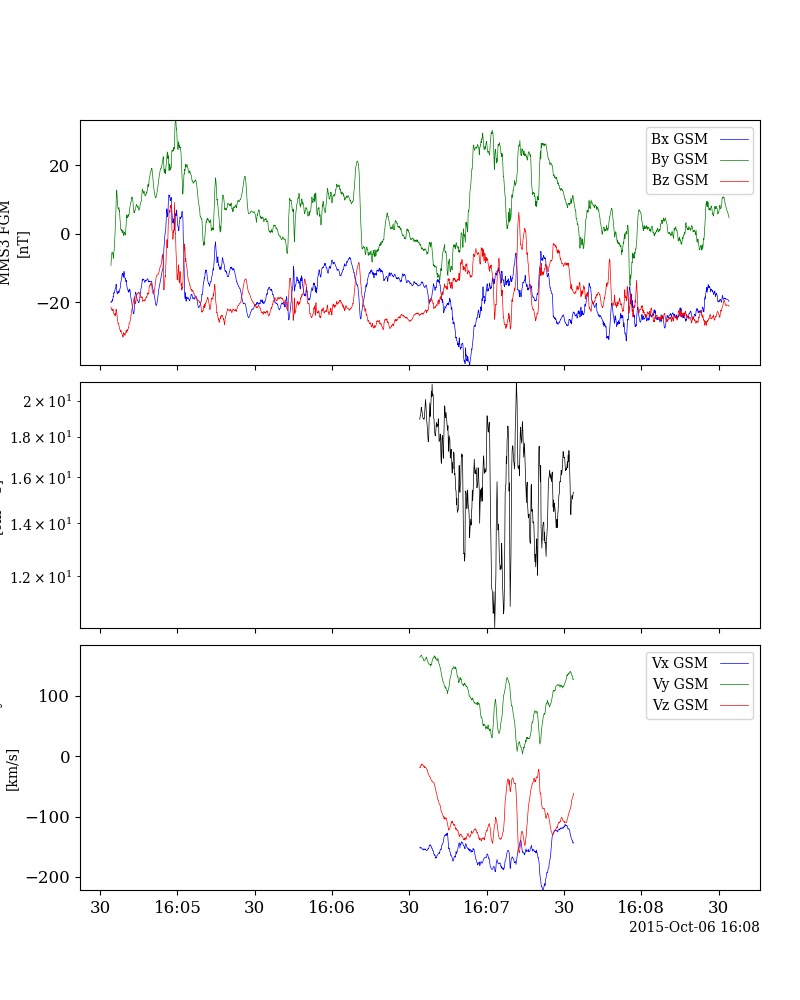 20
0
−20
MMS3 FGM
[nT]
Bx GSM
By GSM
Bz GSM
2 × 10¹
1.8 × 10¹
1.6 × 10¹
1.4 × 10¹
1.2 × 10¹
100
0
−100
−200
[km/s]
Vx GSM
Vy GSM
Vz GSM
30 16:05 30 16:06 30 16:07 30 16:08 30
2015-Oct-06 16:08